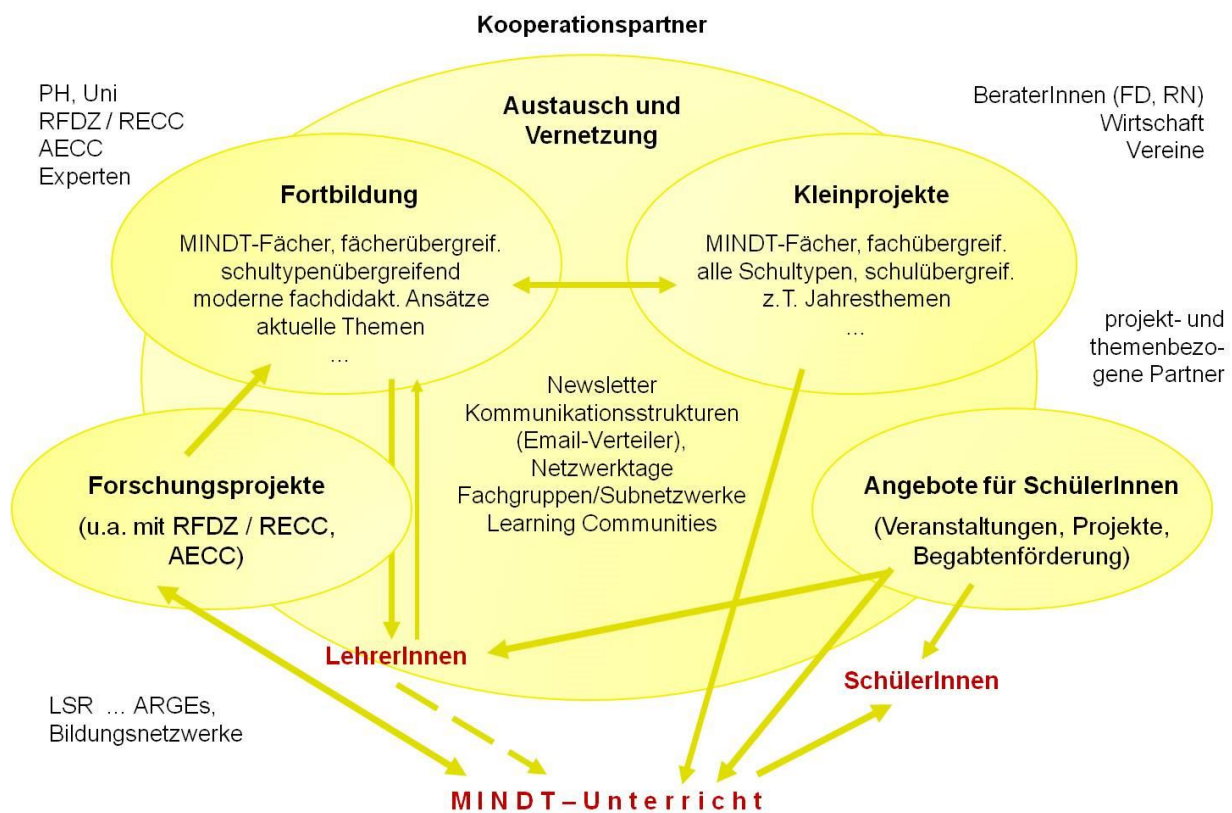 Kooperationspartner
PH, Uni
RFDZ / RECC
AECC
Experten
BeraterInnen (FD, RN)
Wirtschaft
Vereine
Austausch und
Vernetzung
Fortbildung
MINDT-Fächer, fächerübergreif.
schultypenübergreifend
moderne fachdidakt. Ansätze
aktuelle Themen
...
Kleinprojekte
MINDT-Fächer, fachübergreif.
alle Schultypen, schulübergreif.
z.T. Jahresthemen
...
projekt- und
themenbezo-
gene Partner
Newsletter
Kommunikationsstrukturen
(Email-Verteiler),
Netzwerktage
Fachgruppen/Subnetzwerke
Learning Communities
Forschungsprojekte
(u.a. mit RFDZ / RECC,
AECC)
Angebote für SchülerInnen
(Veranstaltungen, Projekte,
Begabtenförderung)
LehrerInnen
SchülerInnen
LSR ... ARGEs,
Bildungsnetzwerke
MINDT–Unterricht